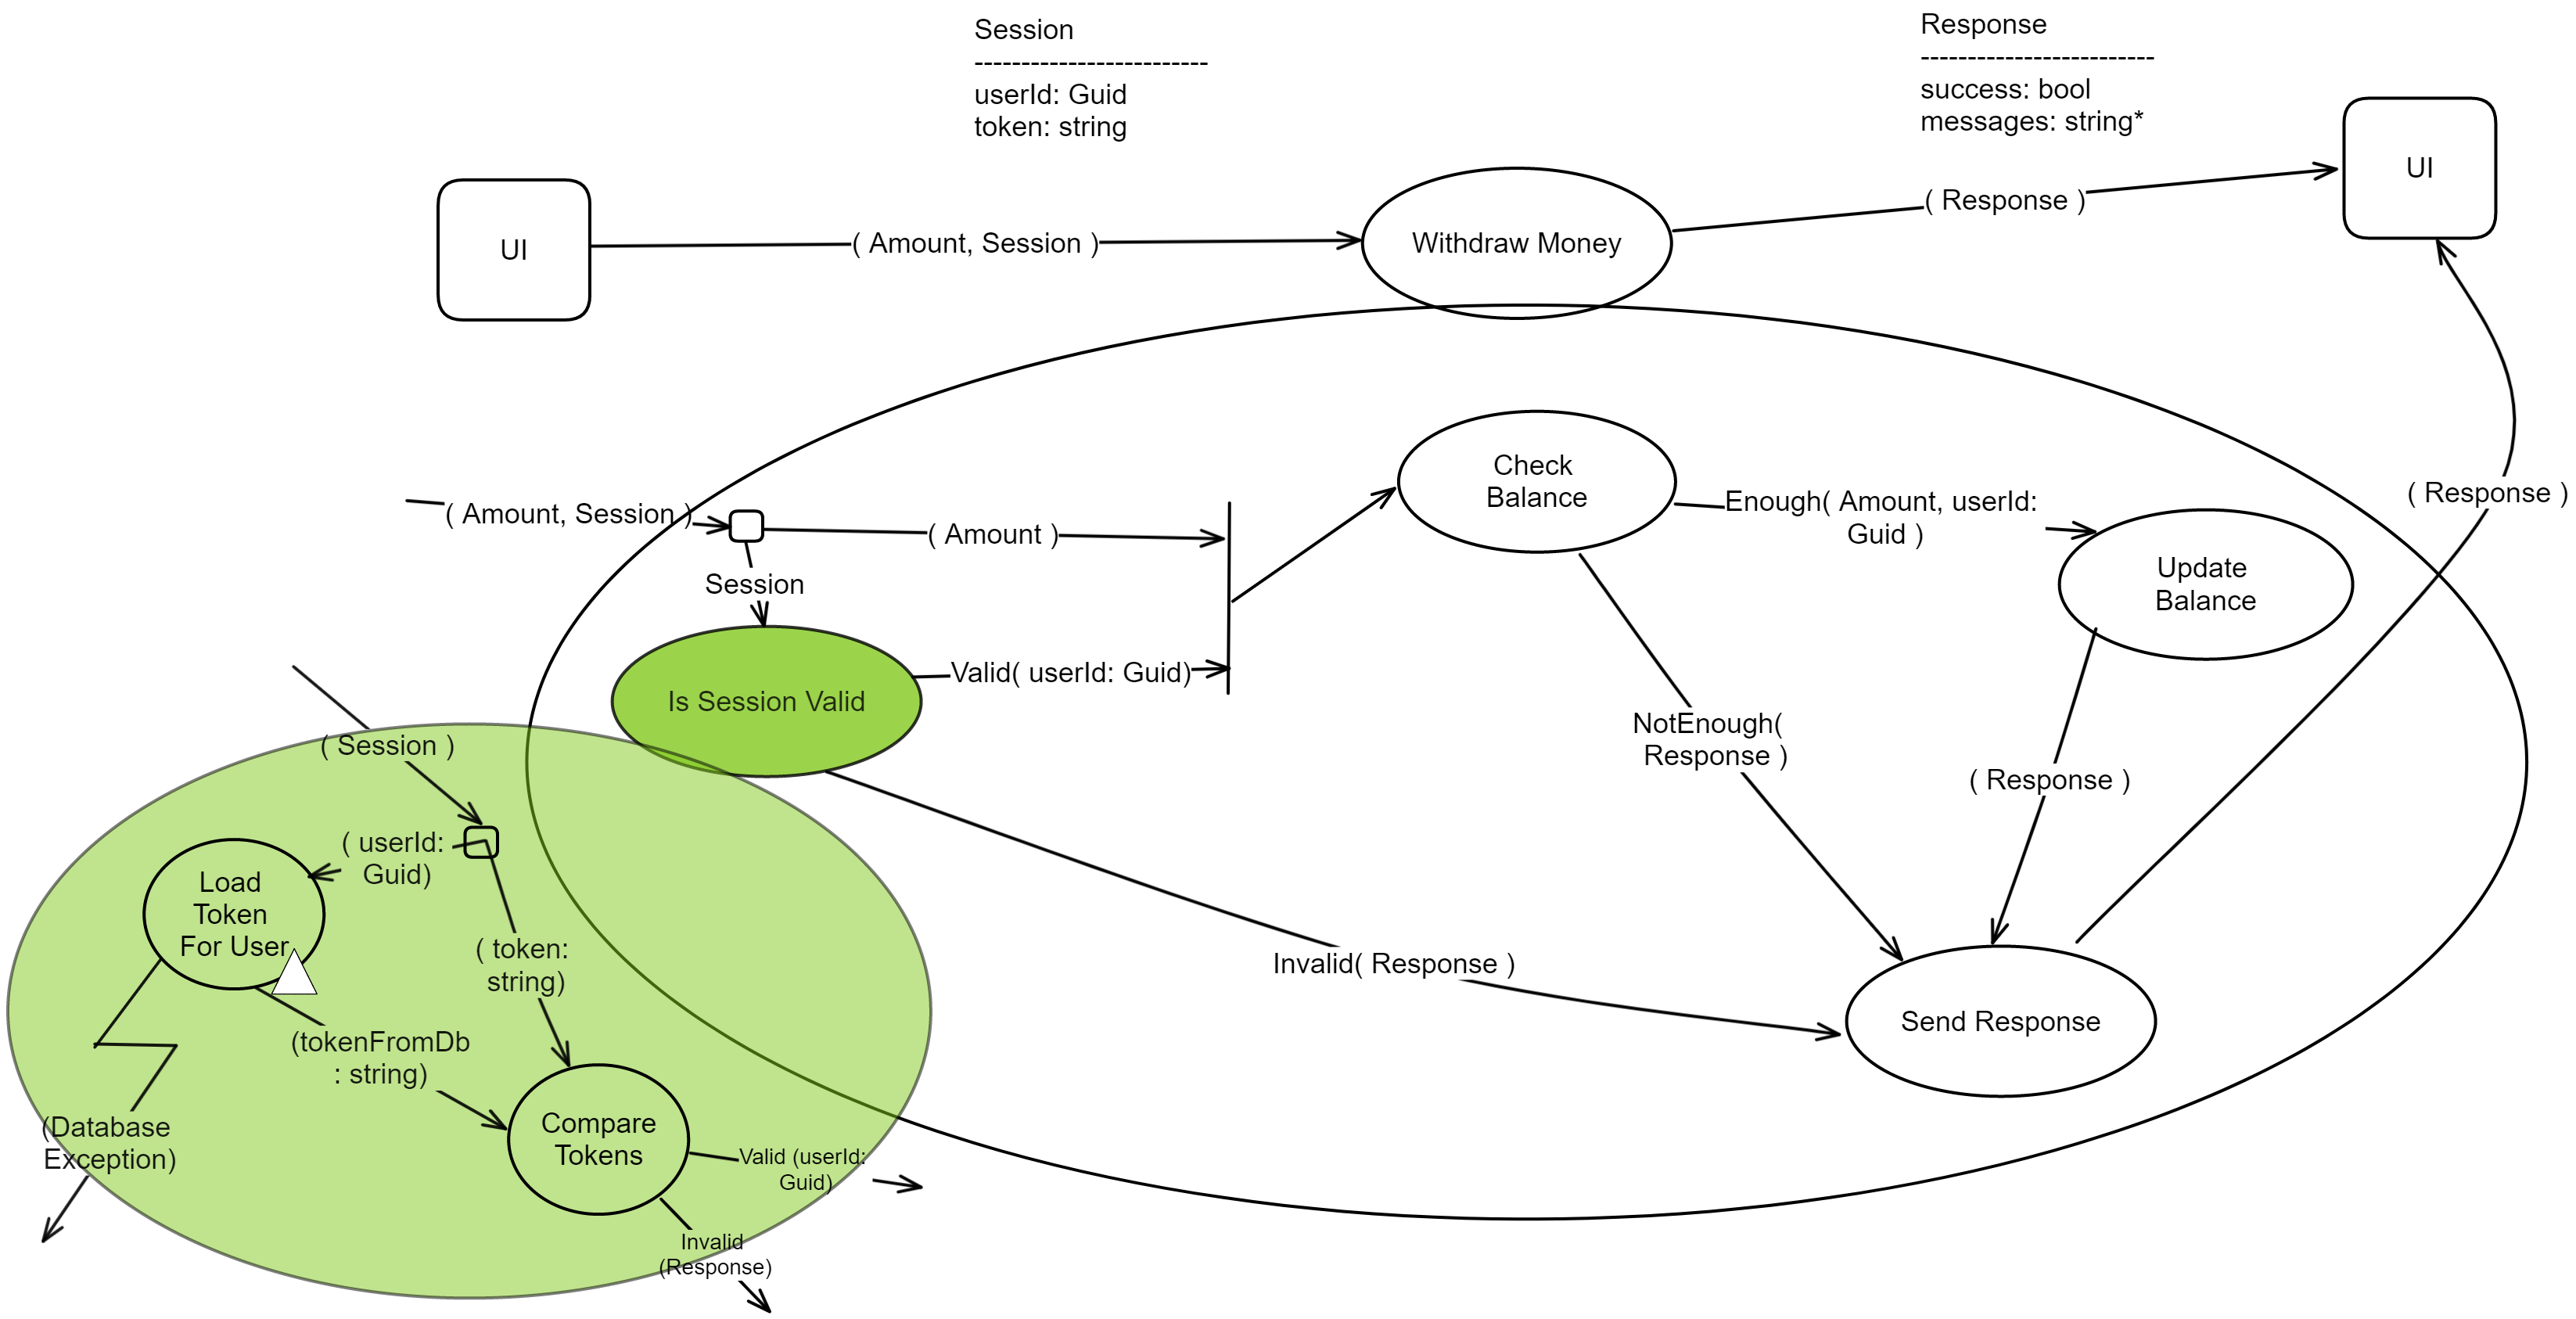 Session
-------------------------
userId: Guid
token: string
Response
-------------------------
success: bool
messages: string*
UI
( Amount, Session )
Withdraw Money
( Response )
UI
( Amount, Session )
( Amount )
Session
Is Session Valid
Valid( userId: Guid)
Check
Balance
Enough( Amount, userId:
Guid )
Update
Balance
( Response )
NotEnough(
Response )
( Response )
Invalid( Response )
Send Response
( Session )
( userId:
Guid)
Load
Token
For User
( token:
string)
(tokenFromDb
: string)
(Database
Exception)
Compare
Tokens
Valid (userId:
Guid)
Invalid
(Response)